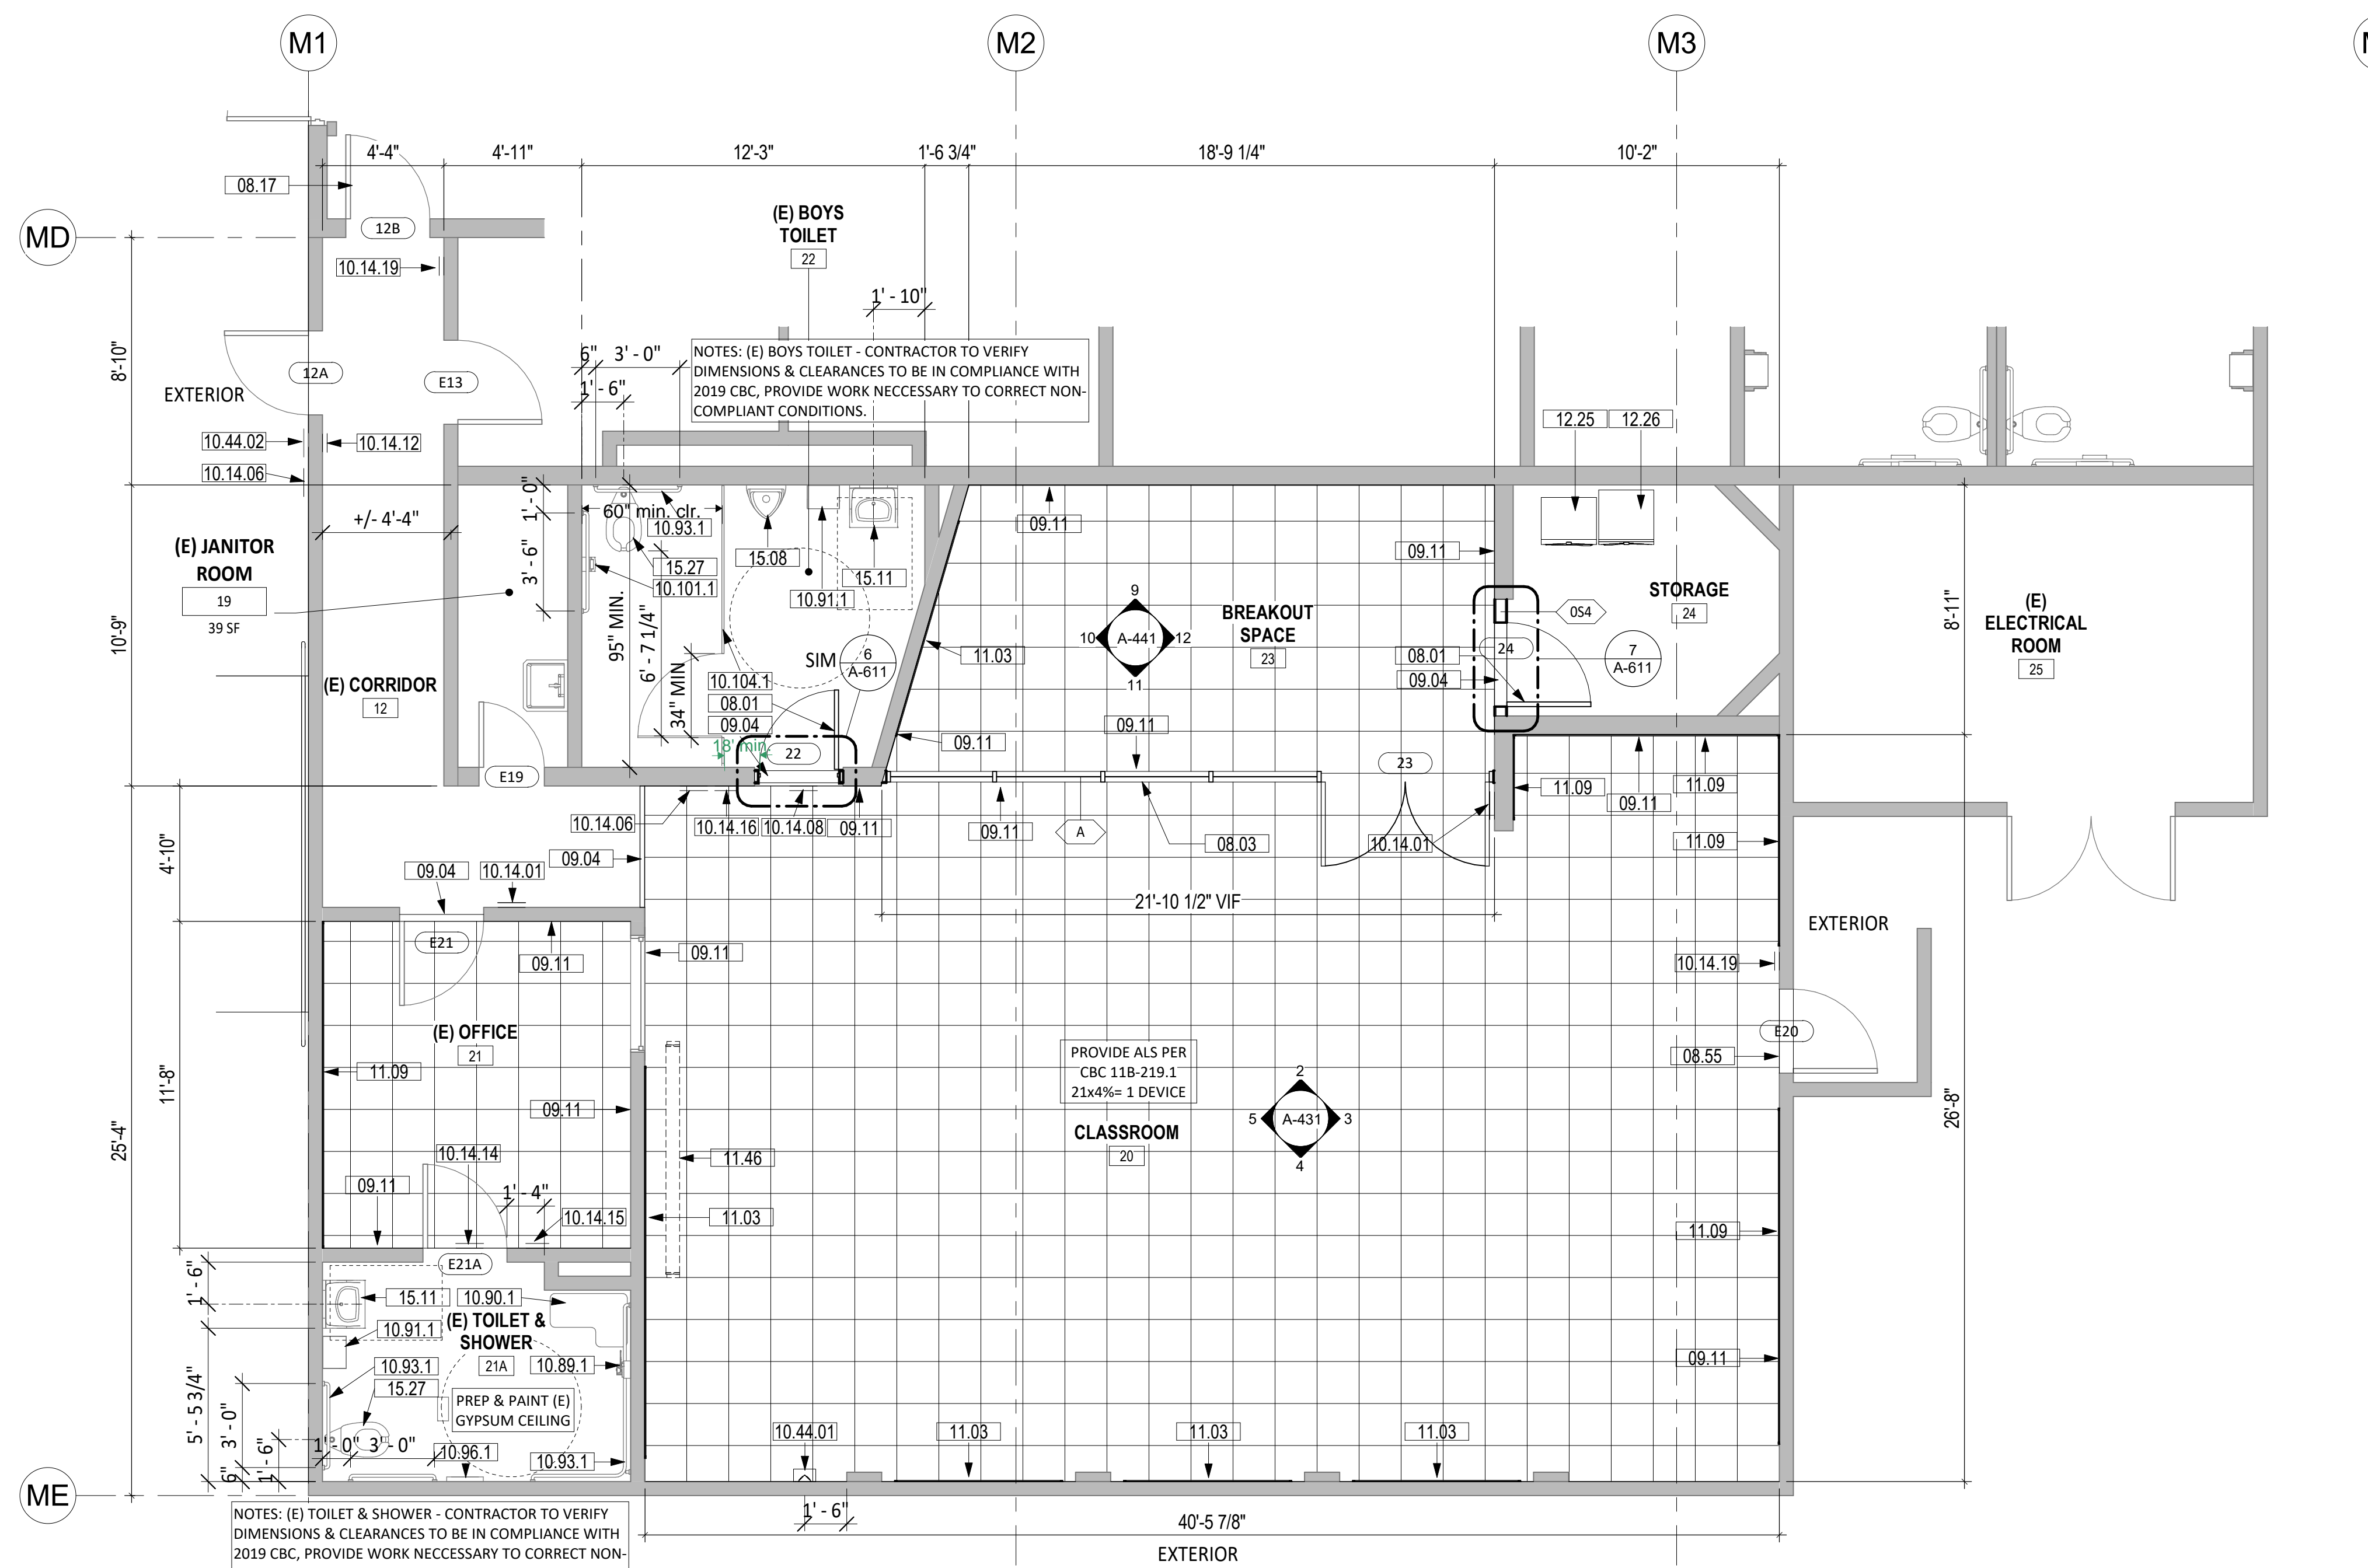 M1
M2
M3
4'-4"
4'-11"
12'-3"
1'-6 3/4"
18'-9 1/4"
10'-2"
08.17
MD
12B
(E) BOYS
TOILET
22
10.14.19
1' - 10"
8'-10"
12A
E13
EXTERIOR
6"
3' - 0"
1' - 6"
NOTES: (E) BOYS TOILET - CONTRACTOR TO VERIFY
DIMENSIONS & CLEARANCES TO BE IN COMPLIANCE WITH
2019 CBC, PROVIDE WORK NECCESSARY TO CORRECT NON-
COMPLIANT CONDITIONS.
10.44.02
10.14.12
10.14.06
12.25
12.26
+/- 4'-4"
1'- 0"
3' - 6"
60" min. clr.
10.93.1
15.08
15.27
10.101.1
10.91.1
15.11
09.11
09.11
(E) JANITOR
ROOM
19
39 SF
10'-9"
95" MIN.
6' - 7 1/4"
34" MIN
SIM
6
A-611
10.104.1
08.01
09.04
18' min.
22
11.03
9
10
A-441
12
11
BREAKOUT
SPACE
23
0S4
24
08.01
09.04
7
A-611
STORAGE
24
8'-11"
(E)
ELECTRICAL
ROOM
25
(E) CORRIDOR
12
E19
09.11
09.11
23
11.09
09.11
11.09
10.14.06
10.14.16
10.14.08
09.11
09.11
A
08.03
10.14.01
11.09
4'-10"
09.04
09.04
10.14.01
21'-10 1/2" VIF
EXTERIOR
E21
09.11
09.11
10.14.19
(E) OFFICE
21
E20
08.55
11.09
PROVIDE ALS PER
CBC 11B-219.1
21x4%= 1 DEVICE
2
5
A-431
3
4
11'-8"
09.11
CLASSROOM
20
25'-4"
26'-8"
10.14.14
11.46
09.11
1' - 4"
10.14.15
11.03
11.09
E21A
1' - 6"
15.11
10.90.1
10.91.1
(E) TOILET &
SHOWER
21A
10.93.1
10.89.1
09.11
15.27
5' - 5 3/4"
3' - 0"
PREP & PAINT (E)
GYPSUM CEILING
6"
1' - 6"
1' - 0"
3' - 0"
10.96.1
10.93.1
10.44.01
11.03
11.03
11.03
ME
NOTES: (E) TOILET & SHOWER - CONTRACTOR TO VERIFY
DIMENSIONS & CLEARANCES TO BE IN COMPLIANCE WITH
2019 CBC, PROVIDE WORK NECCESSARY TO CORRECT NON-
1' - 6"
40'-5 7/8"
EXTERIOR